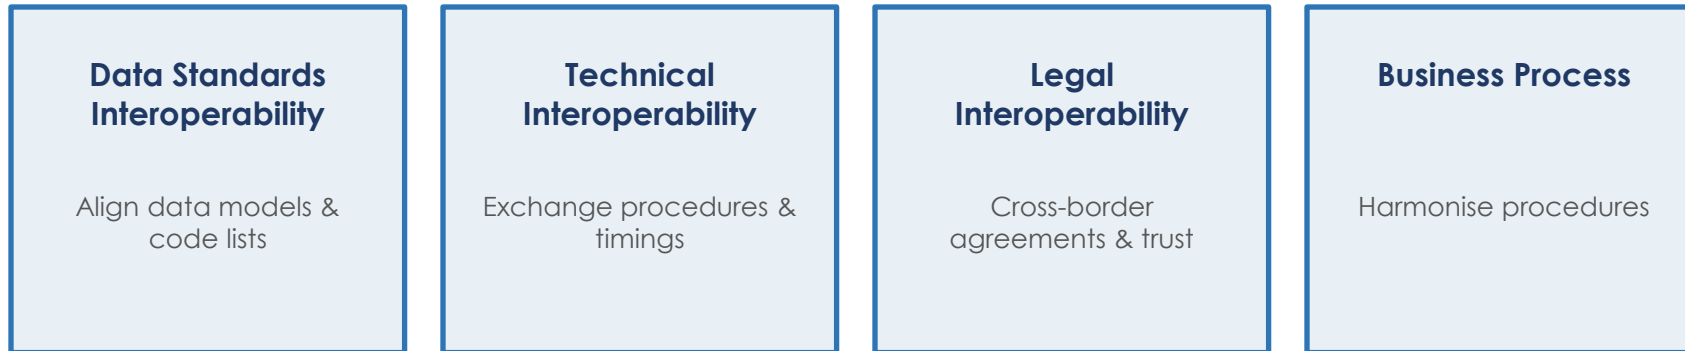 Data Standards
Interoperability
Align data models &
code lists
Technical
Interoperability
Exchange procedures &
timings
Legal
Interoperability
Cross-border
agreements & trust
Business Process
Harmonise procedures